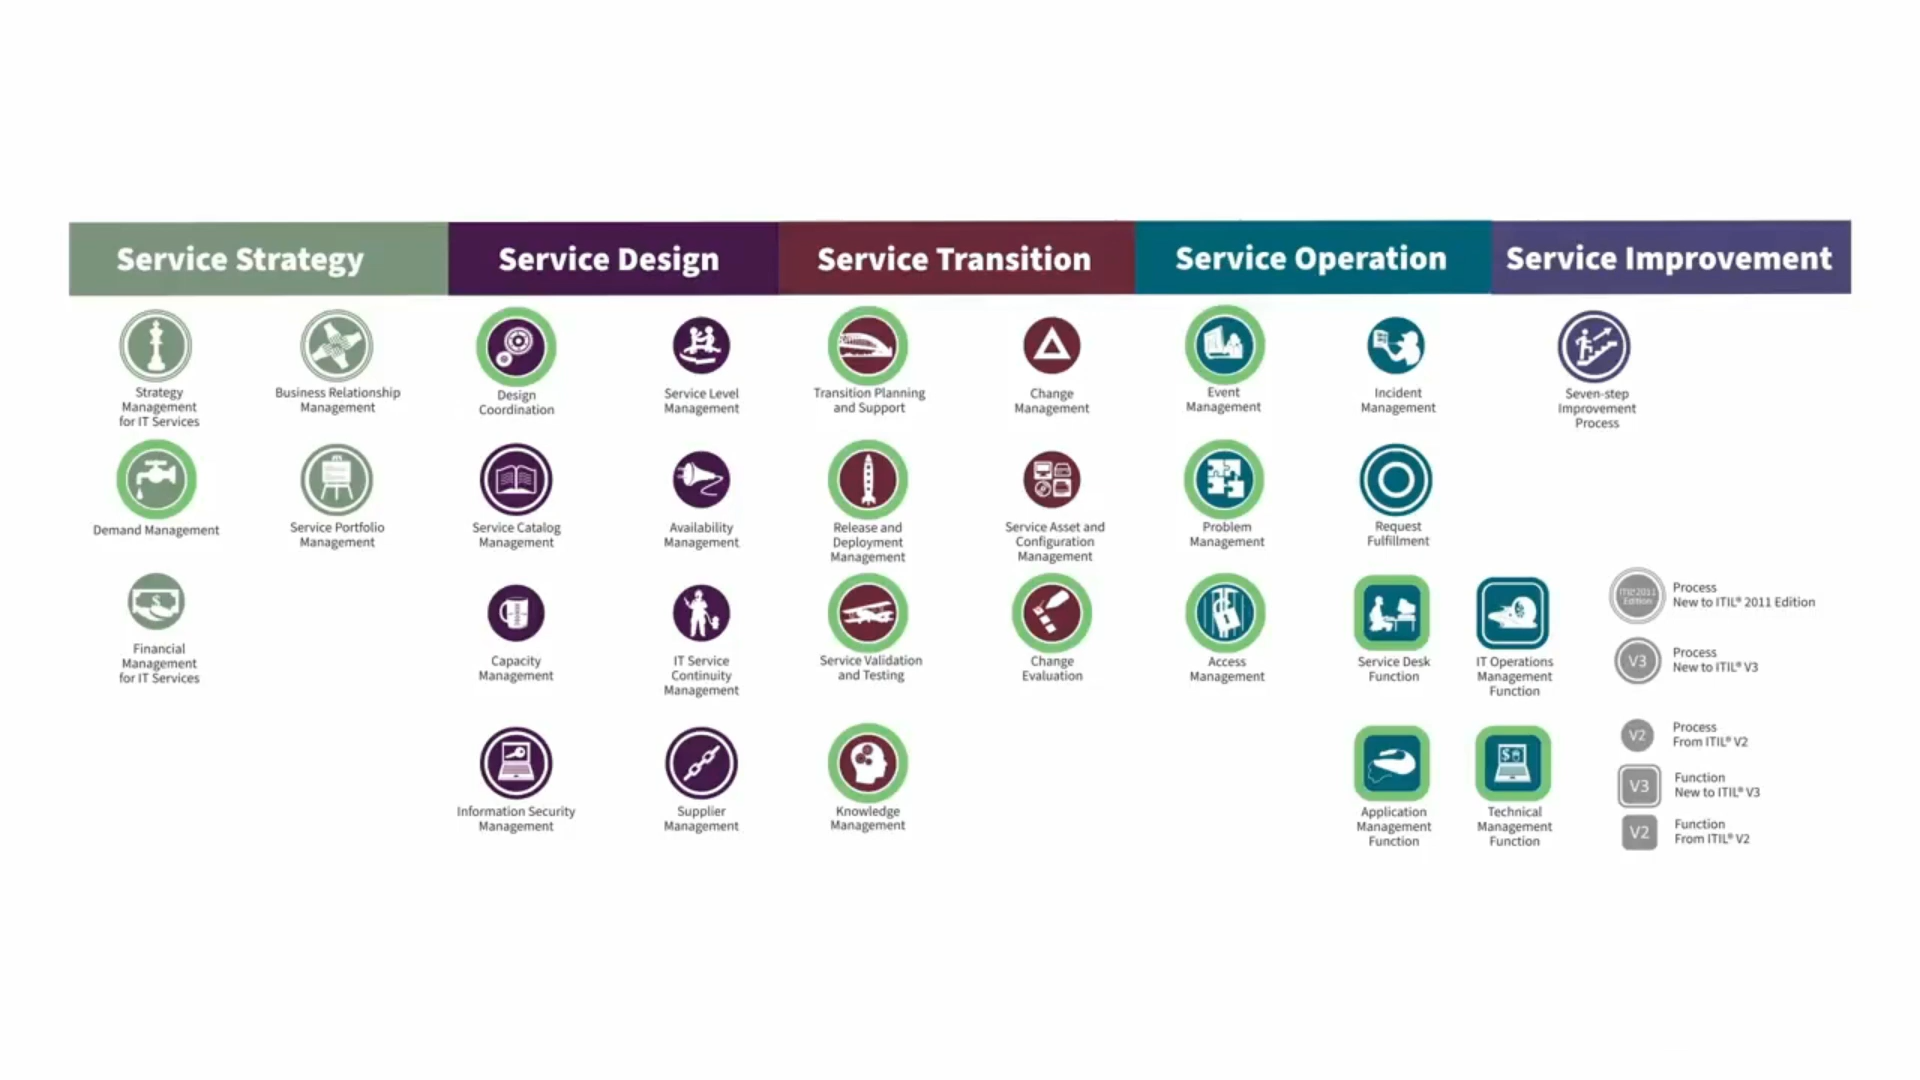 Service Strategy
Service Design
Service Transition
Service Operation
Service Improvement
Strategy
Management
for IT Services
Business Relationship
Management
Design
Coordination
Service Level
Management
Transition Planning
and Support
Change
Management
Event
Management
Incident
Management
Seven-step
Improvement
Process
Demand Management
Service Portfolio
Management
Service Catalog
Management
Availability
Management
Release and
Deployment
Management
Service Asset and
Configuration
Management
Problem
Management
Request
Fulfillment
Financial
Management
for IT Services
Capacity
Management
IT Service
Continuity
Management
Service Validation
and Testing
Change
Evaluation
Access
Management
Service Desk
Function
IT Operations
Management
Function
Information Security
Management
Supplier
Management
Knowledge
Management
Application
Management
Function
Technical
Management
Function
ITIL® 2011
Edition
Process
New to ITIL® 2011 Edition
V3
Process
New to ITIL® V3
V2
Process
From ITIL® V2
V3
Function
New to ITIL® V3
V2
Function
From ITIL® V2